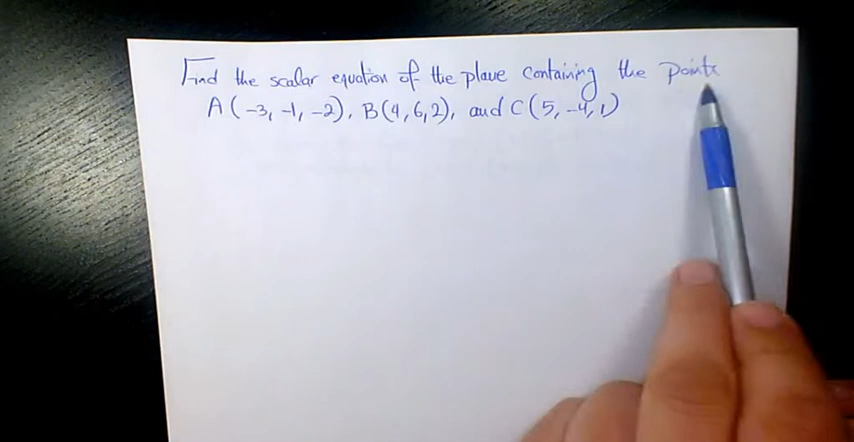 Find the scalar equation of the plane containing the points
A(-3, -1, -2), B(4, 6, 2), and C(5, -4, 1)